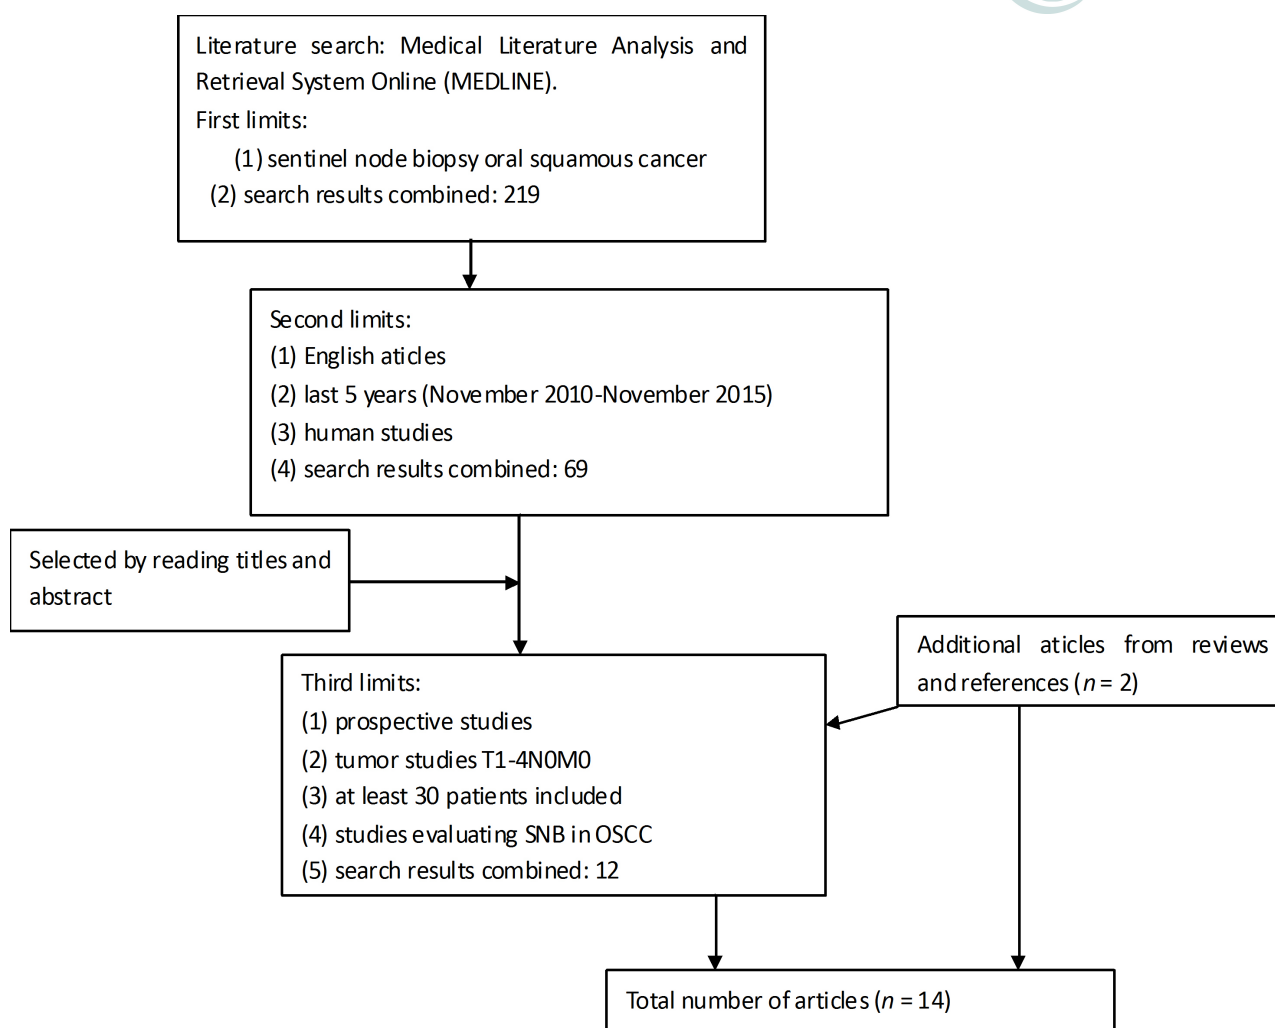 Literature search: Medical Literature Analysis and
Retrieval System Online (MEDLINE).
First limits:
(1) sentinel node biopsy oral squamous cancer
(2) search results combined: 219
Second limits:
(1) English aticles
(2) last 5 years (November 2010-November 2015)
(3) human studies
(4) search results combined: 69
Selected by reading titles and
abstract
Additional aticles from reviews
and references (n = 2)
Third limits:
(1) prospective studies
(2) tumor studies T1-4N0M0
(3) at least 30 patients included
(4) studies evaluating SNB in OSCC
(5) search results combined: 12
Total number of articles (n = 14)